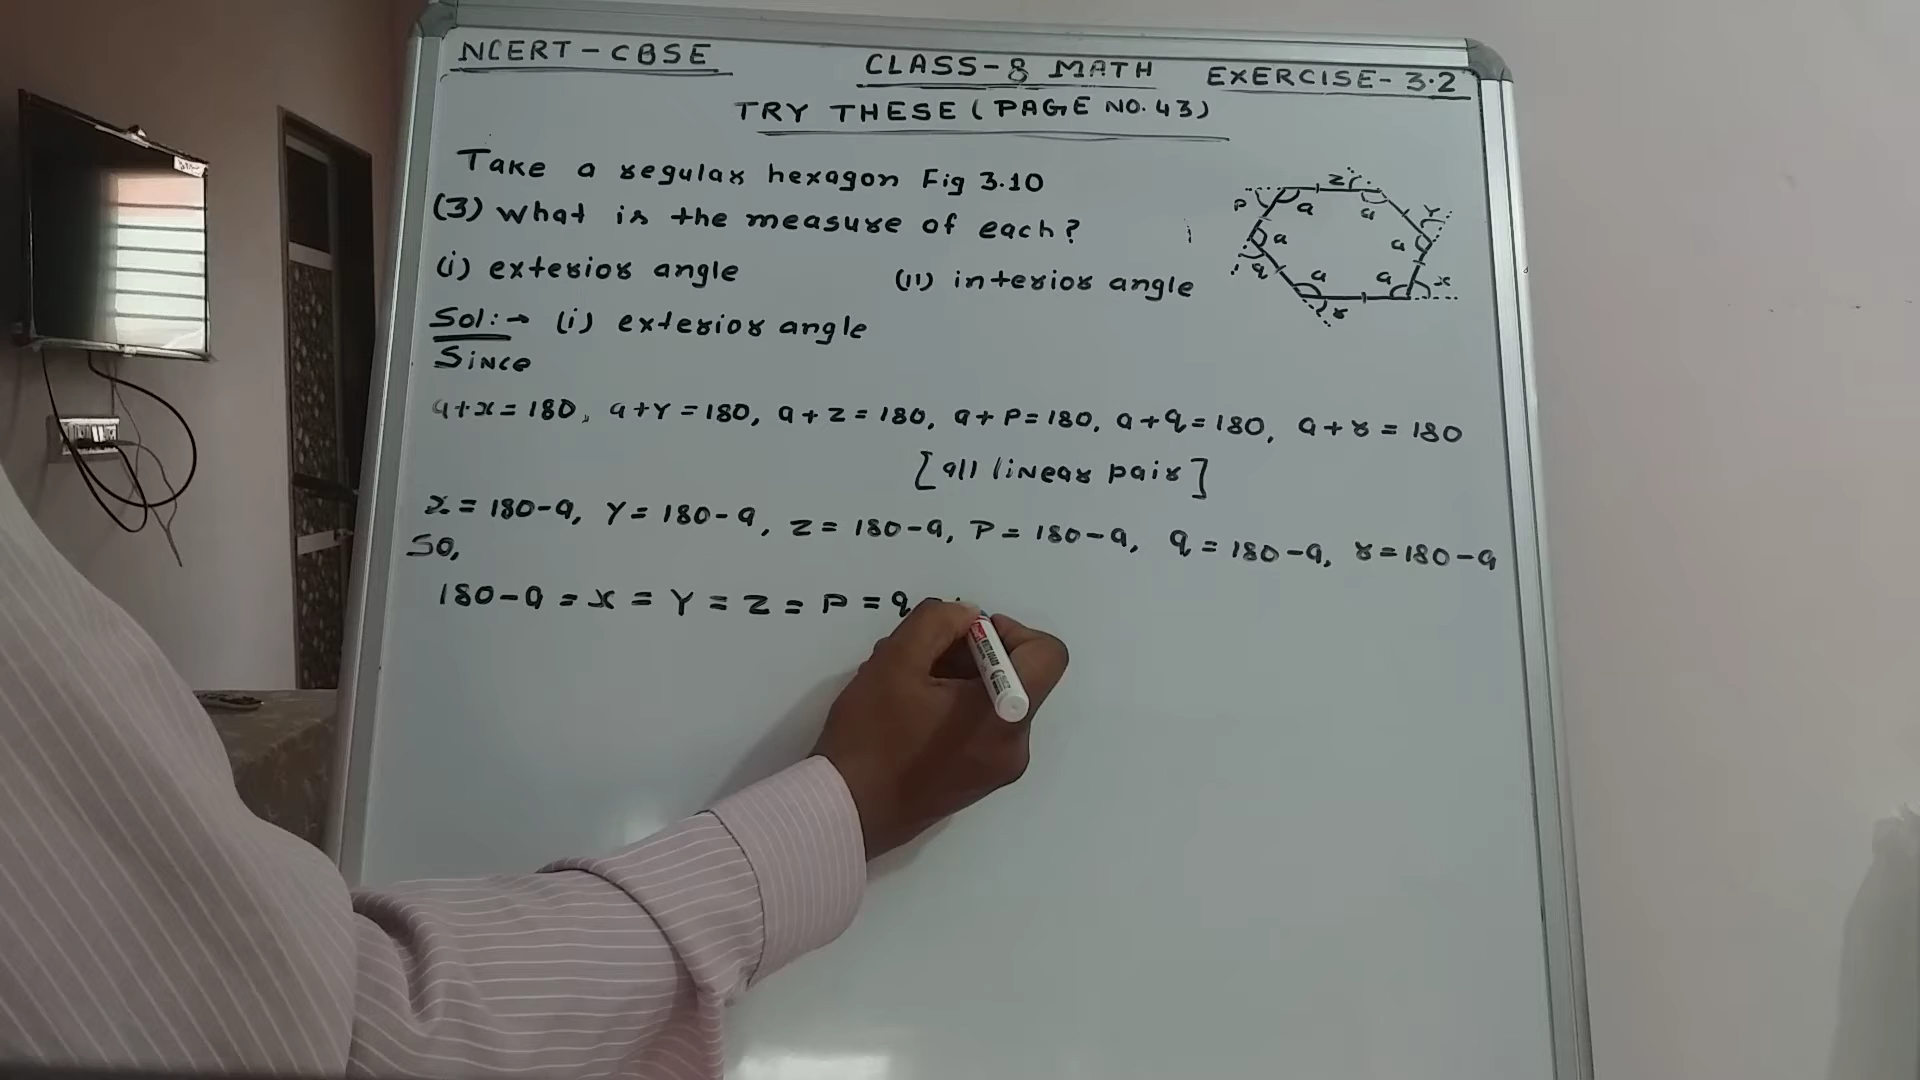 NCERT - CBSE
CLASS-8 MATH
EXERCISE- 3.2
TRY THESE (PAGE NO. 43)
Take a regular hexagon Fig 3.10
(3) What is the measure of each?
(i) exterior angle (ii) interior angle
Sol:→ (i) exterior angle
Since
a+x=180, a+Y=180, a+z=180, a+P=180, a+q=180, a+r=180
[all linear pair]
x=180-a, Y=180-a, z=180-a, P=180-a, q=180-a, r=180-a
So,
180-a=x=Y=Z=P=q
z
P a a Y
a a
q a a x
r